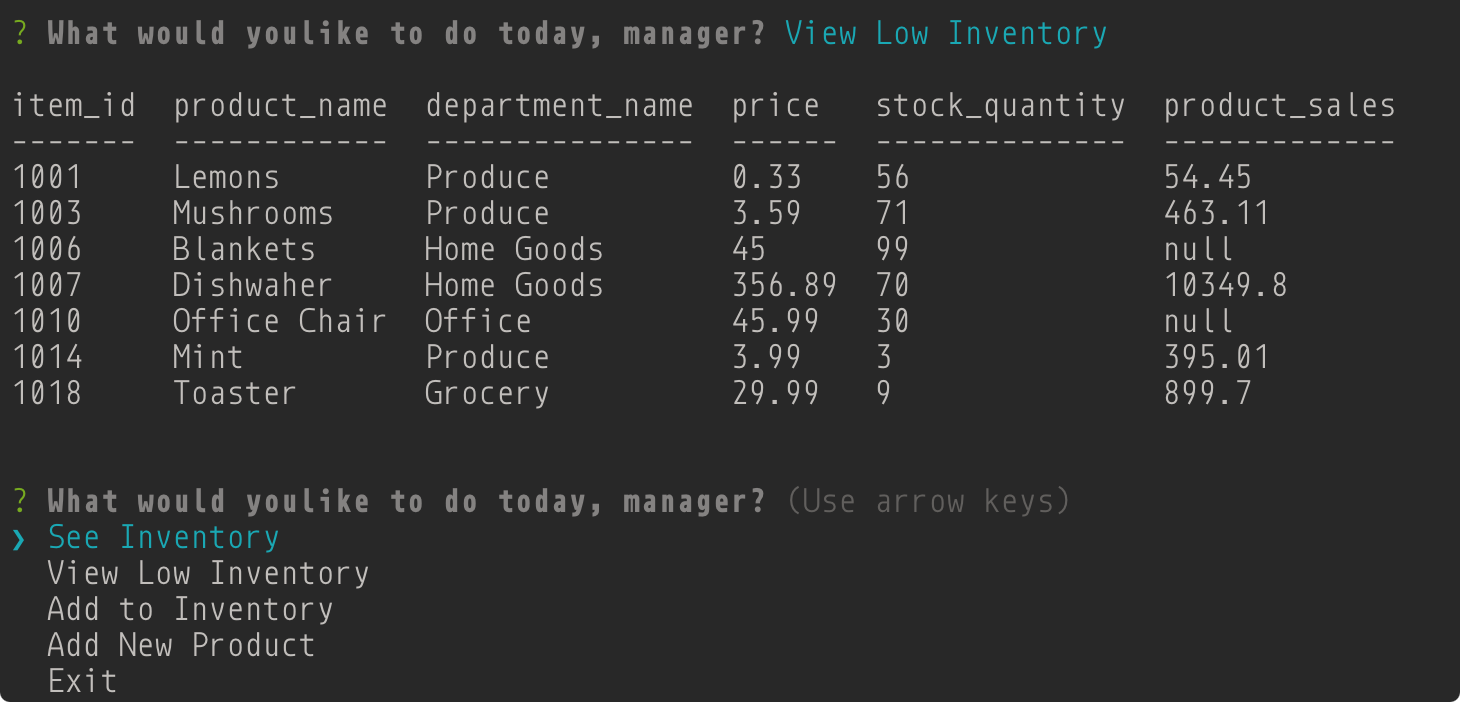 ? What would youlike to do today, manager? View Low Inventory
item_id  product_name  department_name  price   stock_quantity  product_sales
-------  ------------  ---------------  ------  --------------  -------------
1001     Lemons        Produce          0.33    56              54.45
1003     Mushrooms     Produce          3.59    71              463.11
1006     Blankets      Home Goods       45      99              null
1007     Dishwaher     Home Goods       356.89  70              10349.8
1010     Office Chair  Office           45.99   30              null
1014     Mint          Produce          3.99    3               395.01
1018     Toaster       Grocery          29.99   9               899.7
? What would youlike to do today, manager? (Use arrow keys)
❯ See Inventory
  View Low Inventory
  Add to Inventory
  Add New Product
  Exit